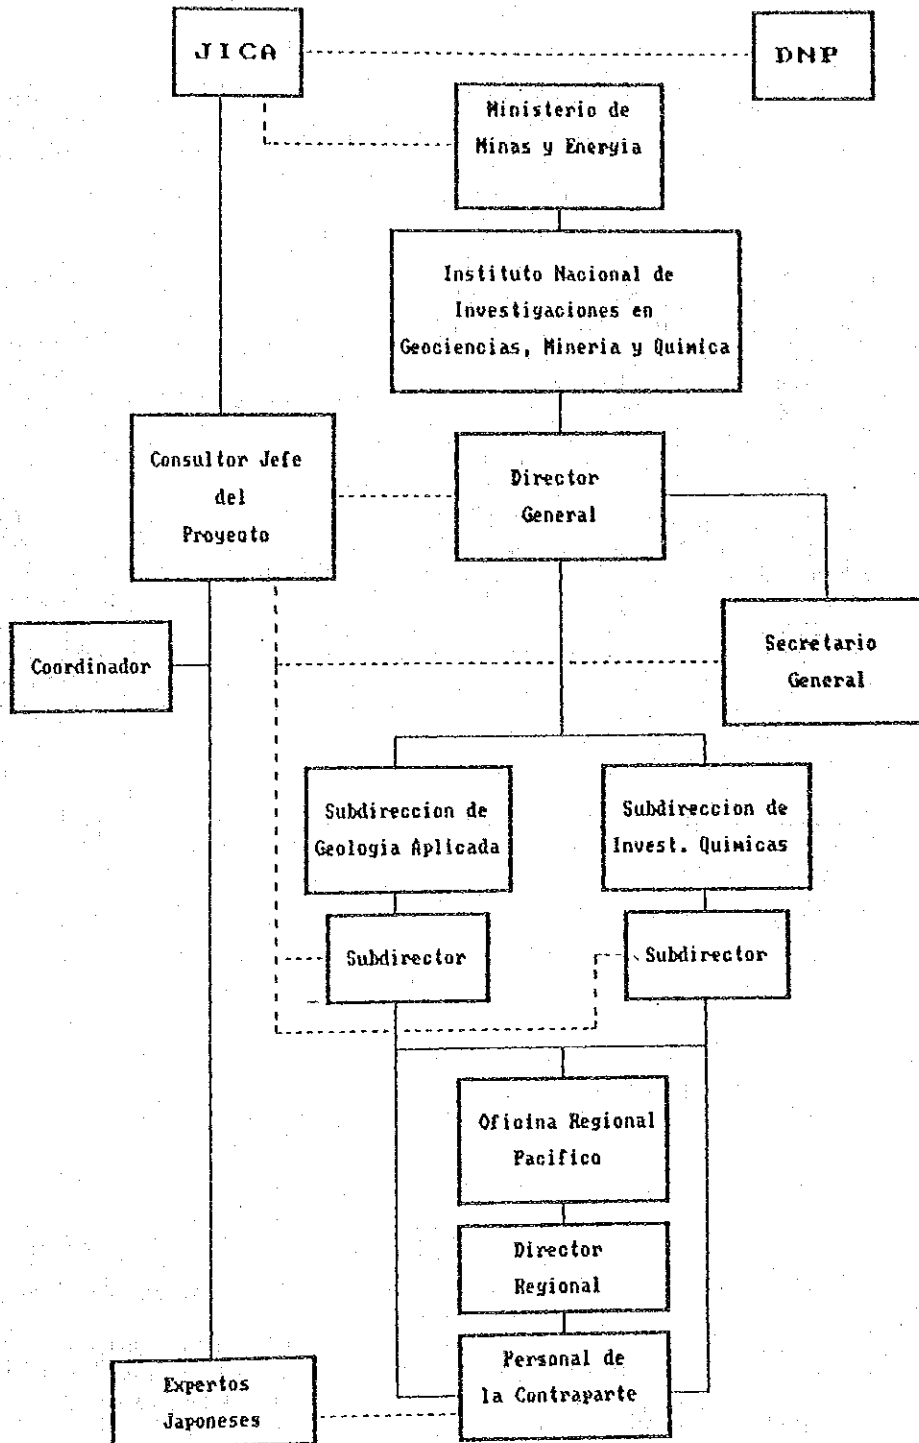 JICA
DNP
Ministerio de
Minas y Energia
Instituto Nacional de
Investigaciones en
Geociencias, Mineria y Quimica
Consultor Jefe
del
Proyecto
Director
General
Coordinador
Secretario
General
Subdireccion de
Geologia Aplicada
Subdireccion de
Invest. Quimicas
Subdirector
Subdirector
Oficina Regional
Pacifico
Director
Regional
Personal de
la Contraparte
Expertos
Japoneses